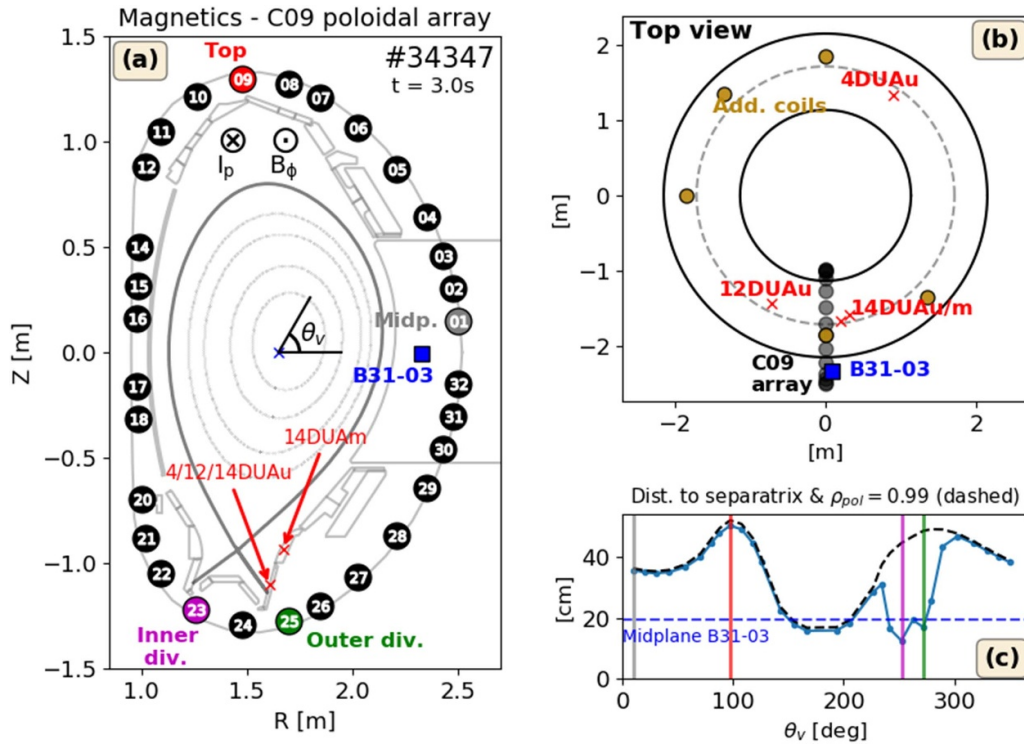 Magnetics - C09 poloidal array
(a)
Top
#34347
t = 3.0s
09
08
10
07
11
06
12
05
Ip
Bϕ
04
14
03
15
02
16
Midp.
01
θv
B31-03
17
32
18
31
30
14DUAm
4/12/14DUAu
29
20
21
28
22
27
23
26
24
25
Inner
div.
Outer div.
1.5
1.0
0.5
0.0
−0.5
−1.0
−1.5
Z [m]
1.0
1.5
2.0
2.5
R [m]
Top view
(b)
4DUAu
Add. coils
12DUAu
14DUAu/m
C09
array
B31-03
2
1
0
−1
−2
[m]
−2
0
2
[m]
Dist. to separatrix & ρpol = 0.99 (dashed)
40
20
0
[cm]
Midplane B31-03
(c)
0
100
200
300
θv [deg]